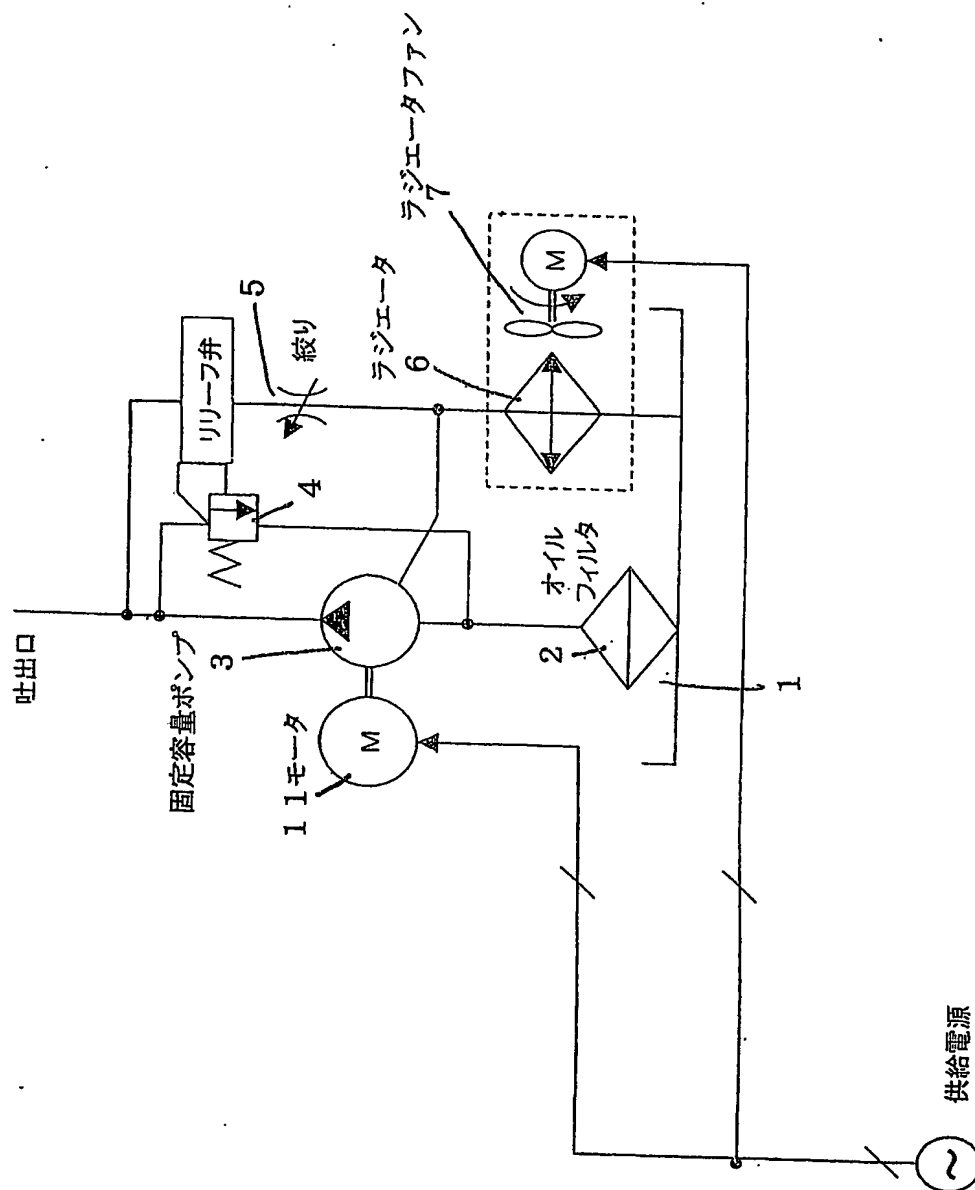 吐出口
固定容量ポンプ
3
11モータ
M
リリーフ弁
4
5
絞り
ラジエータ
6
ラジエータファン
7
M
オイル
フィルタ
2
1
供給電源
~